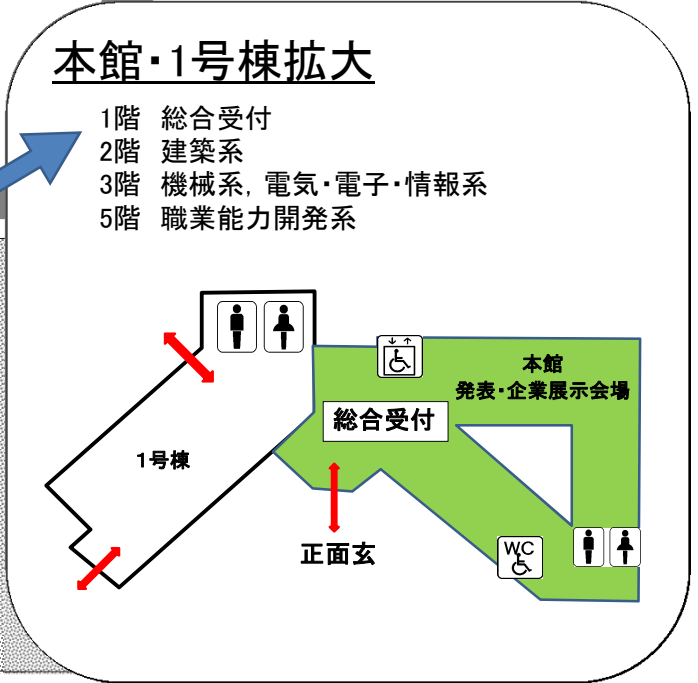 本館・1号棟拡大
1階 総合受付
2階 建築系
3階 機械系, 電気・電子・情報系
5階 職業能力開発系
本館
発表・企業展示会場
総合受付
1号棟
正面玄
WC